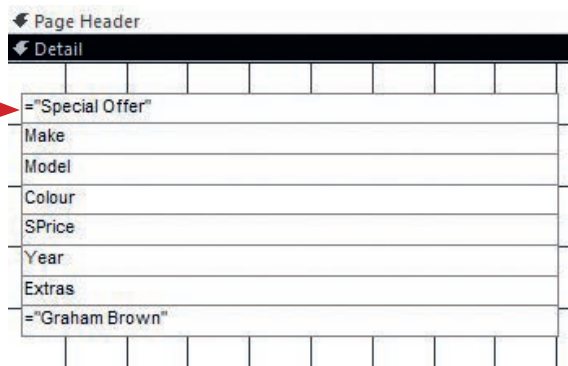 Page Header
Detail
="Special Offer"
Make
Model
Colour
SPrice
Year
Extras
="Graham Brown"